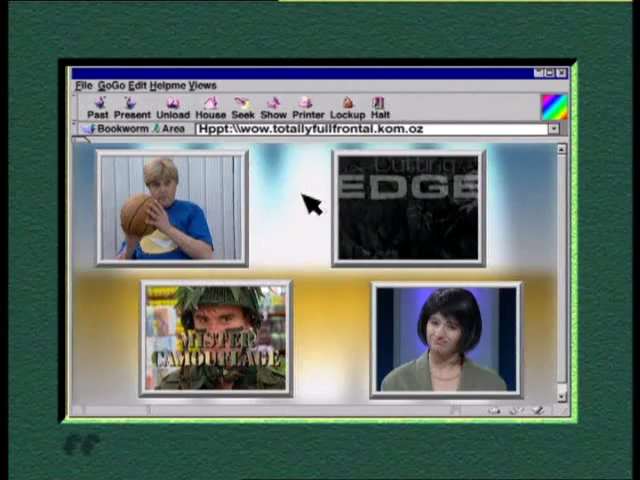 File GoGo Edit Helpme Views
Past Present Unload House Seek Show Printer Lockup Halt
Bookworm Area Hppt:\\wow.totallyfullfrontal.kom.oz
Cutting
EDGE
MISTER
CAMOUFLAGE
ff